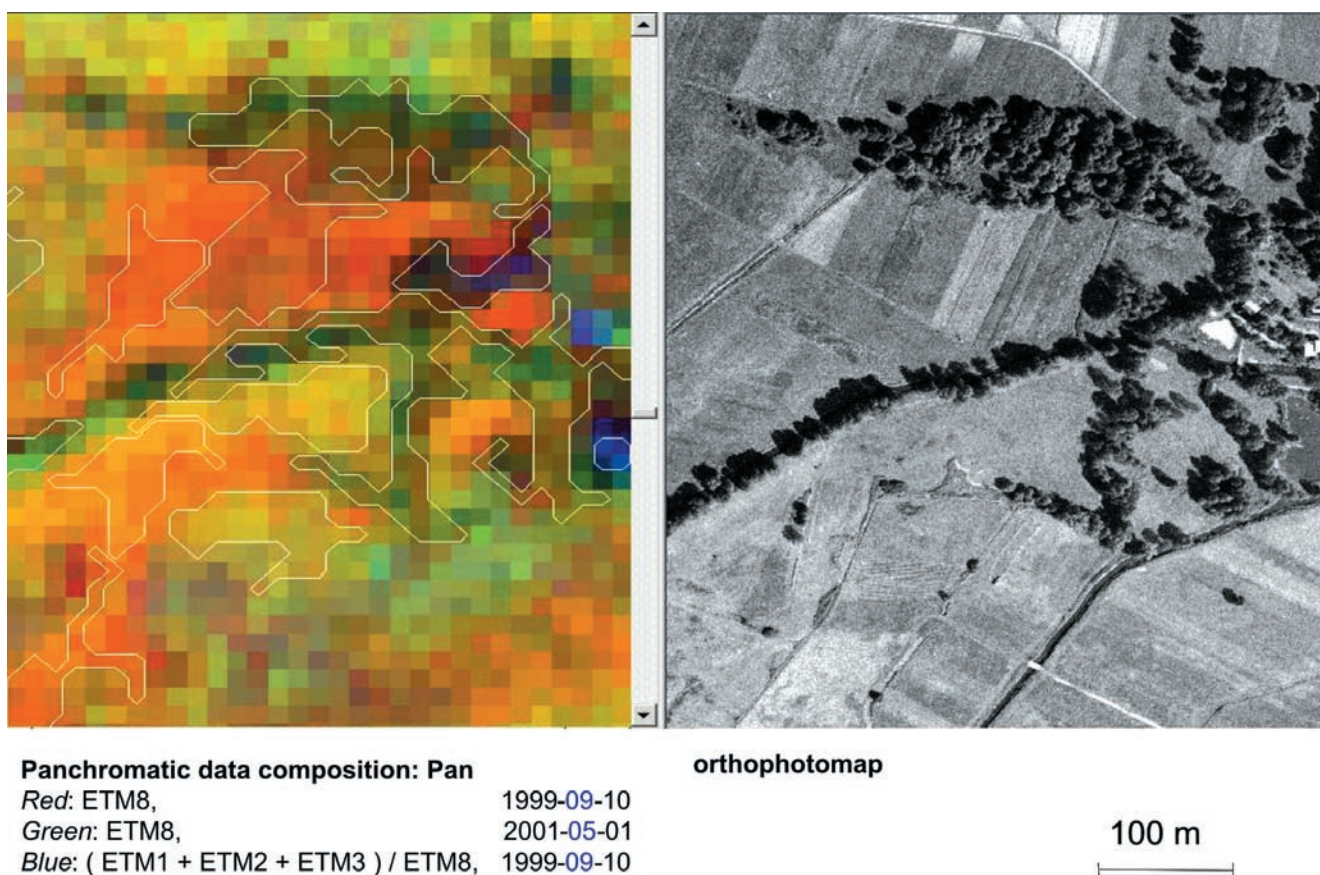 Panchromatic data composition: Pan
Red: ETM8, 1999-09-10
Green: ETM8, 2001-05-01
Blue: ( ETM1 + ETM2 + ETM3 ) / ETM8, 1999-09-10
orthophotomap
100 m